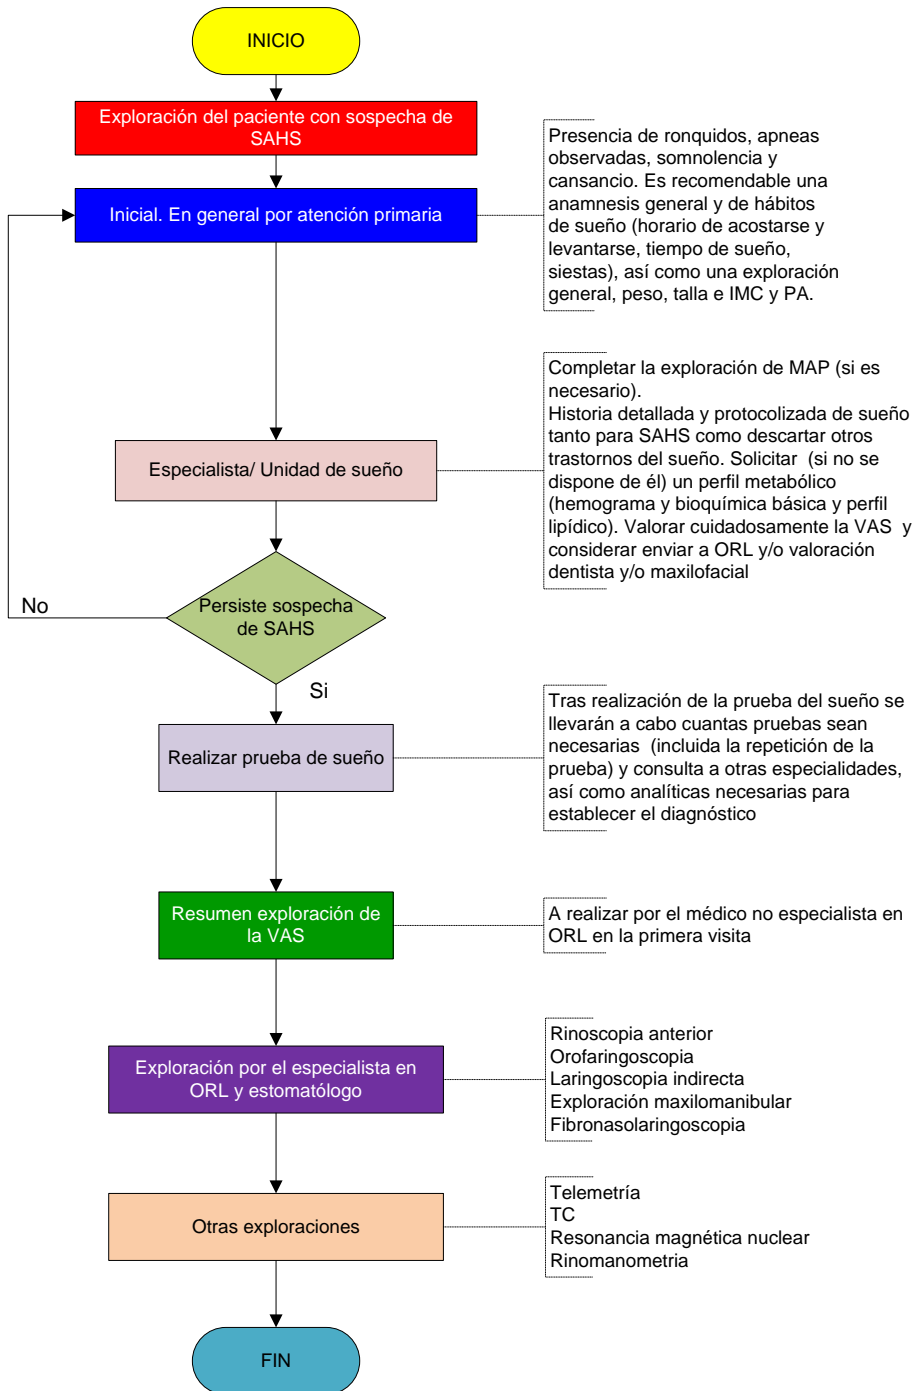 INICIO
Exploración del paciente con sospecha de
SAHS
Inicial. En general por atención primaria
Presencia de ronquidos, apneas
observadas, somnolencia y
cansancio. Es recomendable una
anamnesis general y de hábitos
de sueño (horario de acostarse y
levantarse, tiempo de sueño,
siestas), así como una exploración
general, peso, talla e IMC y PA.
Especialista/ Unidad de sueño
Completar la exploración de MAP (si es
necesario).
Historia detallada y protocolizada de sueño
tanto para SAHS como descartar otros
trastornos del sueño. Solicitar (si no se
dispone de él) un perfil metabólico
(hemograma y bioquímica básica y perfil
lipídico). Valorar cuidadosamente la VAS y
considerar enviar a ORL y/o valoración
dentista y/o maxilofacial
No
Persiste sospecha
de SAHS
Si
Realizar prueba de sueño
Tras realización de la prueba del sueño se
llevarán a cabo cuantas pruebas sean
necesarias (incluida la repetición de la
prueba) y consulta a otras especialidades,
así como analíticas necesarias para
establecer el diagnóstico
Resumen exploración de
la VAS
A realizar por el médico no especialista en
ORL en la primera visita
Exploración por el especialista en
ORL y estomatólogo
Rinoscopia anterior
Orofaringoscopia
Laringoscopia indirecta
Exploración maxilomanibular
Fibronasolaringoscopia
Otras exploraciones
Telemetría
TC
Resonancia magnética nuclear
Rinomanometria
FIN